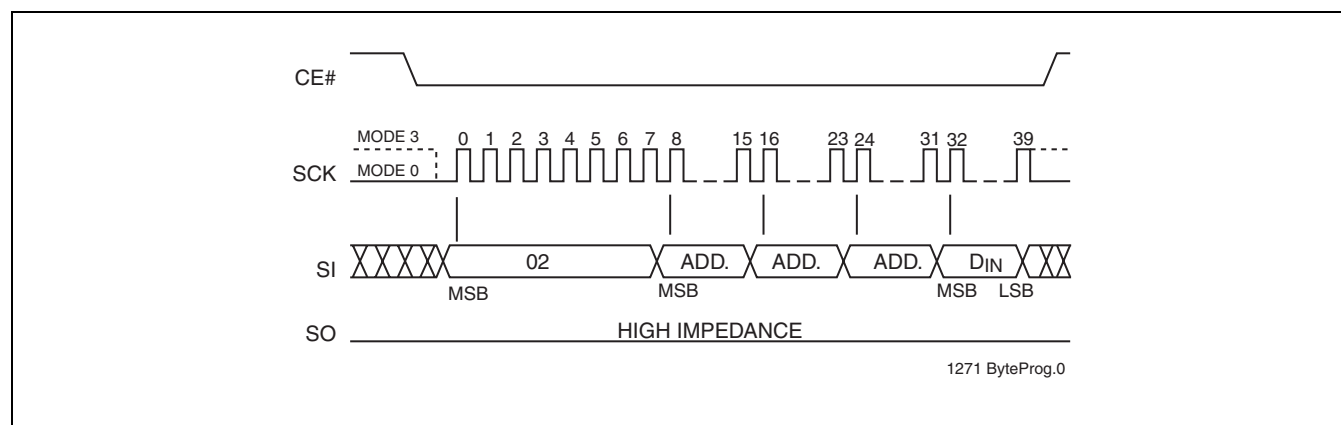 CE#
MODE 3
0 1 2 3 4 5 6 7 8 15 16 23 24 31 32 39
SCK MODE 0
SI 02 ADD. ADD. ADD. DIN
MSB MSB MSB LSB
SO HIGH IMPEDANCE
1271 ByteProg.0